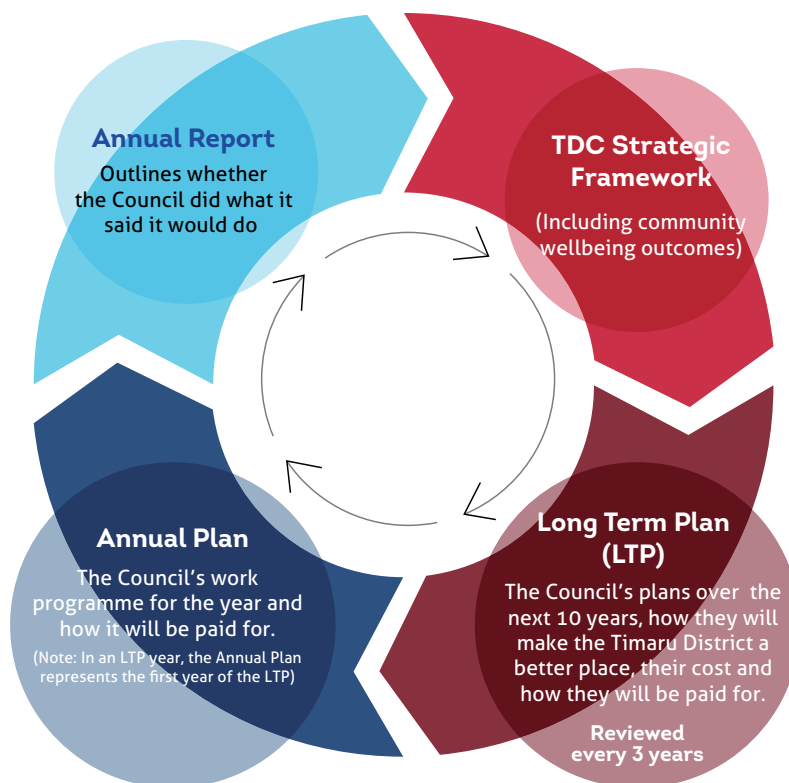 Annual Report
Outlines whether
the Council did what it
said it would do
TDC Strategic
Framework
(Including community
wellbeing outcomes)
Long Term Plan
(LTP)
The Council’s plans over the
next 10 years, how they will
make the Timaru District a
better place, their cost and
how they will be paid for.
Reviewed
every 3 years
Annual Plan
The Council’s work
programme for the year and
how it will be paid for.
(Note: In an LTP year, the Annual Plan
represents the first year of the LTP)